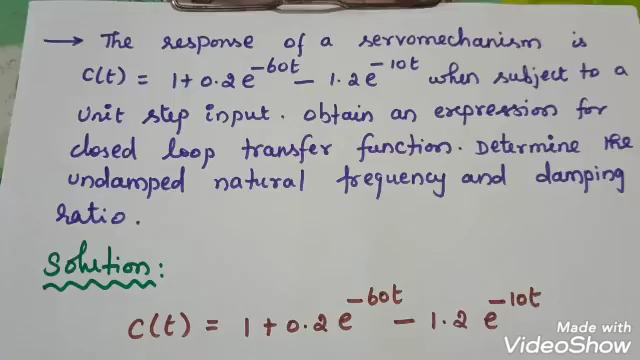 → The response of a servomechanism is
C(t) = 1+0.2e^-60t - 1.2e^-10t when subject to a
unit step input. obtain an expression for
closed loop transfer function. Determine the
undamped natural frequency and damping
ratio.
Solution:
C(t) = 1+0.2 e^-60t - 1.2 e^-10t
Made with
VideoShow